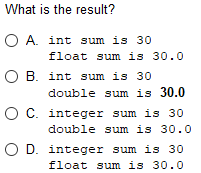 What is the result?
A. int sum is 30
float sum is 30.0
B. int sum is 30
double sum is 30.0
C. integer sum is 30
double sum is 30.0
D. integer sum is 30
float sum is 30.0